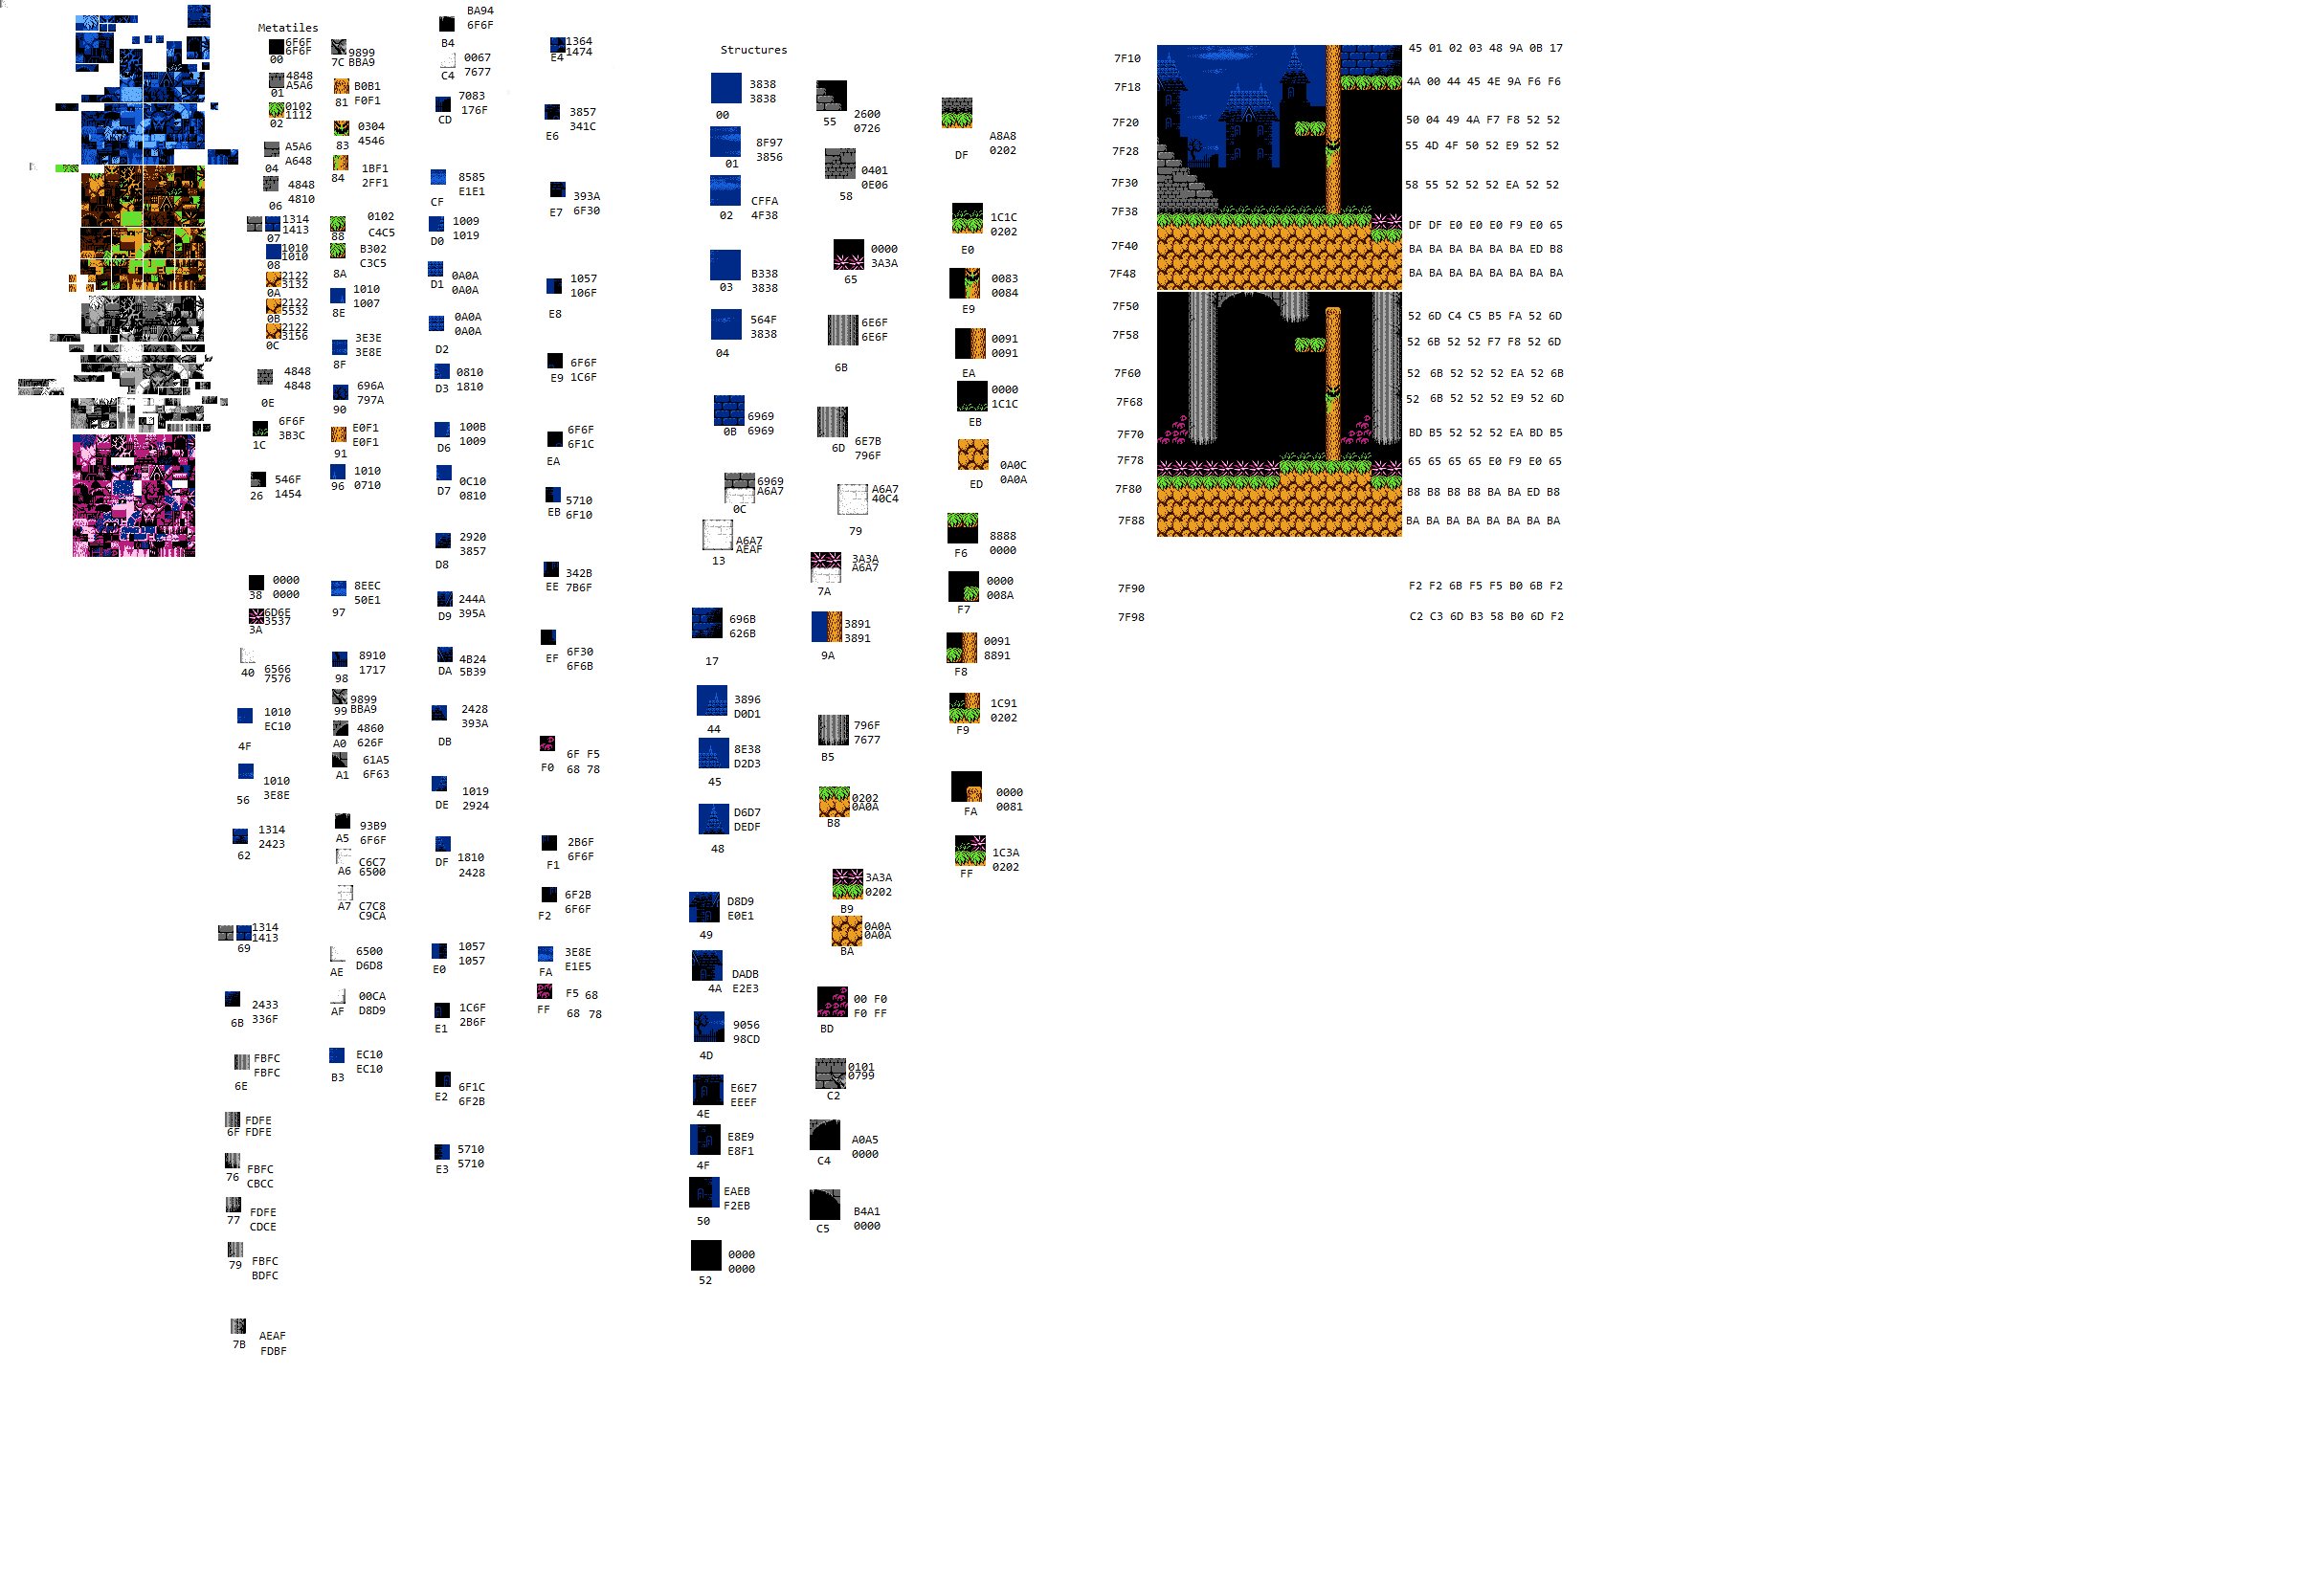 Metatiles
6F6F
6F6F
00
4848
A5A6
01
0102
1112
02
A5A6
A648
04
4848
4810
06
1314
1413
07
1010
1010
08
2122
3132
0A
2122
5532
0B
2122
3156
0C
4848
4848
0E
6F6F
3B3C
1C
546F
1454
26
0000
0000
38
6D6E
3537
3A
6566
7576
40
1010
EC10
4F
1010
3E8E
56
1314
2423
62
1314
1413
69
2433
336F
6B
FBFC
FBFC
6E
FDFE
FDFE
6F
FBFC
CBCC
76
FDFE
CDCE
77
FBFC
BDFC
79
AEAF
FDBF
7B
9899
BBA9
7C
B0B1
F0F1
81
0304
4546
83
1BF1
2FF1
84
0102
C4C5
88
B302
C3C5
8A
1010
1007
8E
3E3E
3E8E
8F
696A
797A
90
E0F1
E0F1
91
1010
0710
96
8EEC
50E1
97
8910
1717
98
9899
BBA9
99
4860
626F
A0
61A5
6F63
A1
93B9
6F6F
A5
C6C7
6500
A6
C7C8
C9CA
A7
6500
D6D8
AE
00CA
D8D9
AF
EC10
EC10
B3
BA94
6F6F
B4
0067
7677
C4
7083
176F
CD
8585
E1E1
CF
1009
1019
D0
0A0A
0A0A
D1
0A0A
0A0A
D2
0810
1810
D3
100B
1009
D6
0C10
0810
D7
2920
3857
D8
244A
395A
D9
4B24
5B39
DA
2428
393A
DB
1019
2924
DE
1810
2428
DF
1057
1057
E0
1C6F
2B6F
E1
6F1C
6F2B
E2
5710
5710
E3
1364
1474
E4
3857
341C
E6
393A
6F30
E7
1057
106F
E8
6F6F
1C6F
E9
6F6F
6F1C
EA
5710
6F10
EB
342B
7B6F
EE
6F30
6F6B
EF
6F F5
68 78
F0
2B6F
6F6F
F1
6F2B
6F6F
F2
3E8E
E1E5
FA
F5 68
68 78
FF
Structures
3838
3838
00
8F97
3856
01
CFFA
4F38
02
B338
3838
03
564F
3838
04
6969
6969
0B
6969
A6A7
0C
A6A7
AEAF
13
696B
626B
17
3896
D0D1
44
8E38
D2D3
45
D6D7
DEDF
48
D8D9
E0E1
49
DADB
E2E3
4A
9056
98CD
4D
E6E7
EEEF
4E
E8E9
E8F1
4F
EAEB
F2EB
50
0000
0000
52
2600
0726
55
0401
0E06
58
0000
3A3A
65
6E6F
6E6F
6B
6E7B
796F
6D
A6A7
40C4
79
3A3A
A6A7
7A
3891
3891
9A
796F
7677
B5
0202
0A0A
B8
3A3A
0202
B9
0A0A
0A0A
BA
00 F0
F0 FF
BD
0101
0799
C2
A0A5
0000
C4
B4A1
0000
C5
A8A8
0202
DF
1C1C
0202
E0
0083
0084
E9
0091
0091
EA
0000
1C1C
EB
0A0C
0A0A
ED
8888
0000
F6
0000
008A
F7
0091
8891
F8
1C91
0202
F9
0000
0081
FA
1C3A
0202
FF
7F10 45 01 02 03 48 9A 0B 17
7F18 4A 00 44 45 4E 9A F6 F6
7F20 50 04 49 4A F7 F8 52 52
7F28 55 4D 4F 50 52 E9 52 52
7F30 58 55 52 52 52 EA 52 52
7F38 DF DF E0 E0 E0 F9 E0 65
7F40 BA BA BA BA BA BA ED B8
7F48 BA BA BA BA BA BA BA BA
7F50 52 6D C4 C5 B5 FA 52 6D
7F58 52 6B 52 52 F7 F8 52 6D
7F60 52 6B 52 52 52 EA 52 6B
7F68 52 6B 52 52 52 E9 52 6D
7F70 BD B5 52 52 52 EA BD B5
7F78 65 65 65 65 E0 F9 E0 65
7F80 B8 B8 B8 B8 BA BA ED B8
7F88 BA BA BA BA BA BA BA BA
7F90 F2 F2 6B F5 F5 B0 6B F2
7F98 C2 C3 6D B3 58 B0 6D F2